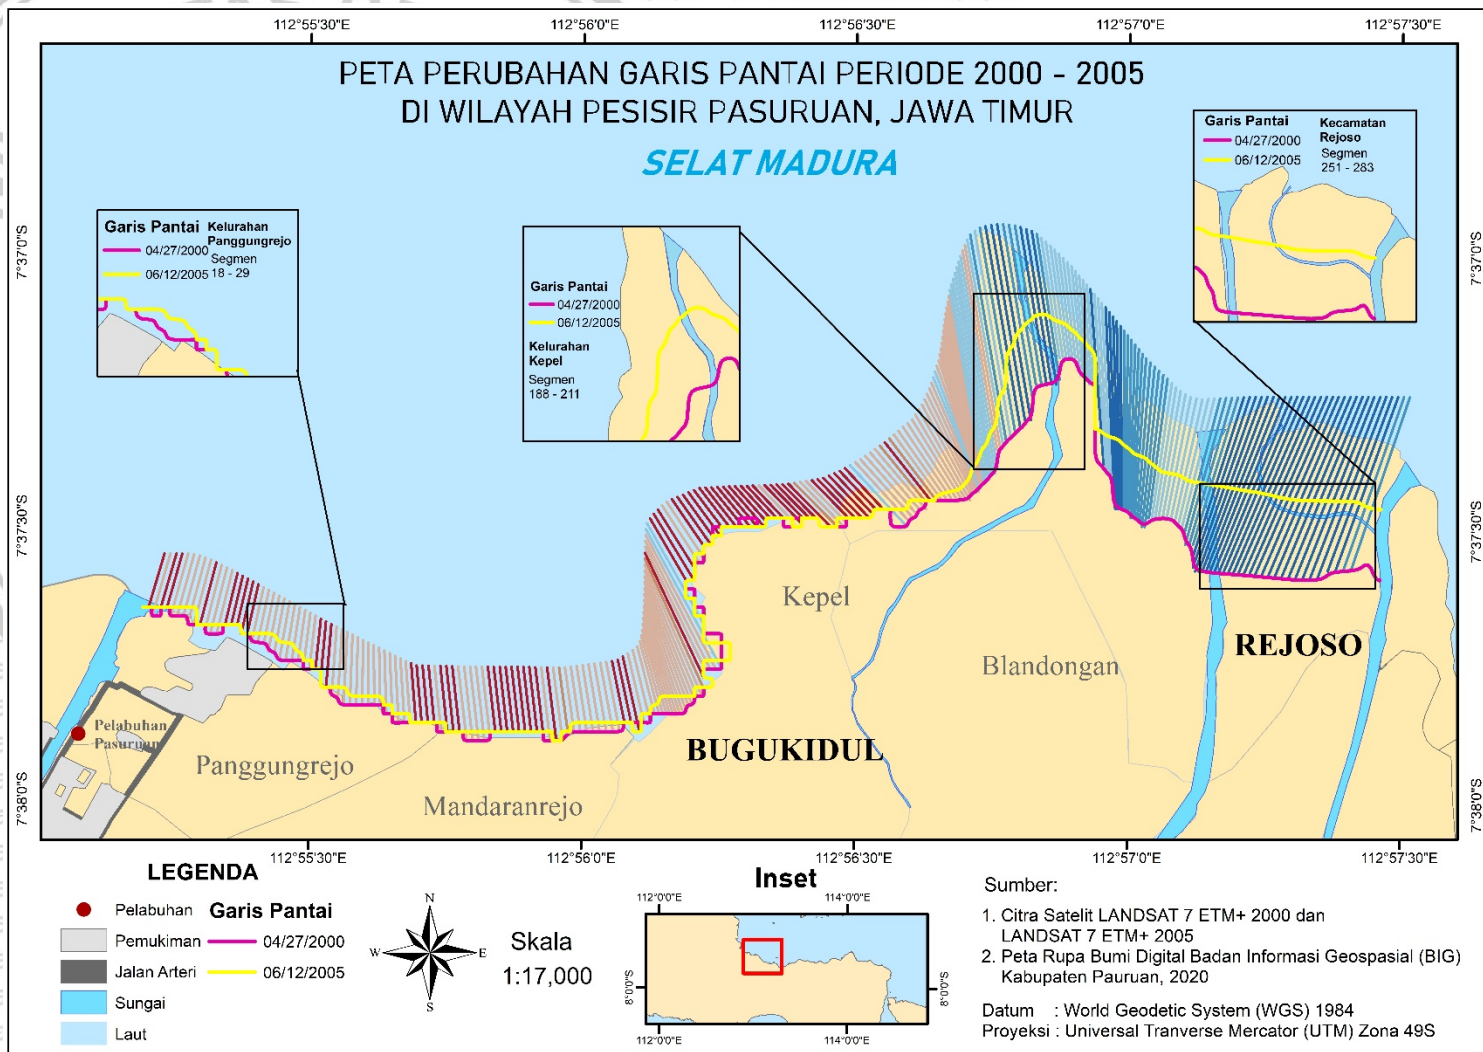 112°55'30"E 112°56'0"E 112°56'30"E 112°57'0"E 112°57'30"E
PETA PERUBAHAN GARIS PANTAI PERIODE 2000 - 2005
DI WILAYAH PESISIR PASURUAN, JAWA TIMUR
SELAT MADURA
Garis Pantai
04/27/2000
06/12/2005
Kecamatan
Rejoso
Segmen
251 - 283
Garis Pantai
04/27/2000
06/12/2005
Kelurahan
Panggungrejo
Segmen
18 - 29
Garis Pantai
04/27/2000
06/12/2005
Kelurahan
Kepel
Segmen
188 - 211
7°37'0"S
7°37'0"S
7°37'30"S
7°37'30"S
7°38'0"S
7°38'0"S
Kepel
Blandongan
REJOSO
Pelabuhan
Pasuruan
Panggungrejo
BUGUKIDUL
Mandaranrejo
112°55'30"E 112°56'0"E 112°56'30"E 112°57'0"E 112°57'30"E
LEGENDA
Pelabuhan
Pemukiman
Jalan Arteri
Sungai
Laut
Garis Pantai
04/27/2000
06/12/2005
N
W E
S
Skala
1:17,000
Inset
112°0'0"E 114°0'0"E
8°0'0"S
8°0'0"S
112°0'0"E 114°0'0"E
Sumber:
1. Citra Satelit LANDSAT 7 ETM+ 2000 dan
LANDSAT 7 ETM+ 2005
2. Peta Rupa Bumi Digital Badan Informasi Geospasial (BIG)
Kabupaten Pauruan, 2020
Datum : World Geodetic System (WGS) 1984
Proyeksi : Universal Tranverse Mercator (UTM) Zona 49S